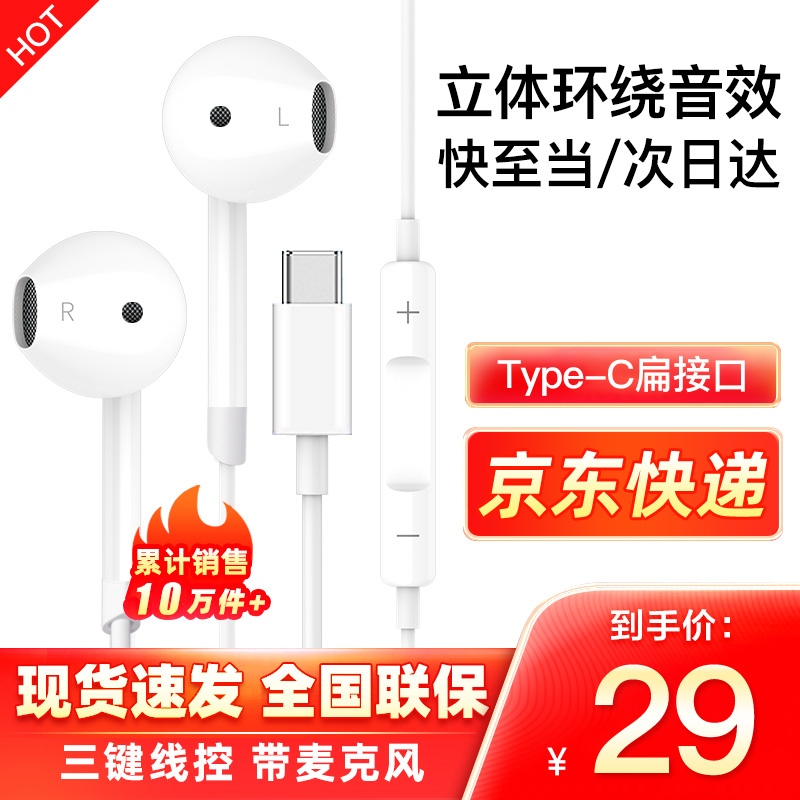 HOT
立体环绕音效
快至当/次日达
L
R
+
Type-C扁接口
京东快递
−
累计销售
10万件+
到手价：
现货速发 全国联保
¥ 29
三键线控 带麦克风